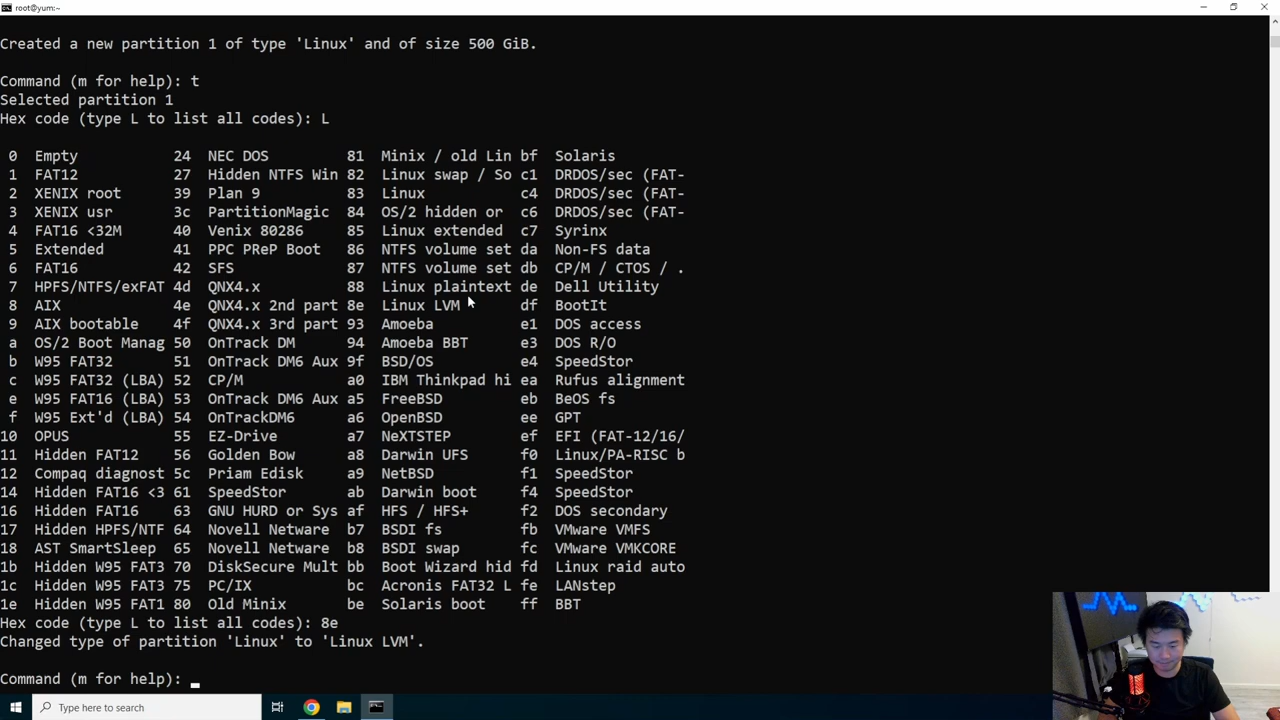 root@yum:~
Created a new partition 1 of type 'Linux' and of size 500 GiB.
Command (m for help): t
Selected partition 1
Hex code (type L to list all codes): L
0 Empty 24 NEC DOS 81 Minix / old Lin bf Solaris
1 FAT12 27 Hidden NTFS Win 82 Linux swap / So c1 DRDOS/sec (FAT-
2 XENIX root 39 Plan 9 83 Linux c4 DRDOS/sec (FAT-
3 XENIX usr 3c PartitionMagic 84 OS/2 hidden or c6 DRDOS/sec (FAT-
4 FAT16 <32M 40 Venix 80286 85 Linux extended c7 Syrinx
5 Extended 41 PPC PReP Boot 86 NTFS volume set da Non-FS data
6 FAT16 42 SFS 87 NTFS volume set db CP/M / CTOS / .
7 HPFS/NTFS/exFAT 4d QNX4.x 88 Linux plaintext de Dell Utility
8 AIX 4e QNX4.x 2nd part 8e Linux LVM df BootIt
9 AIX bootable 4f QNX4.x 3rd part 93 Amoeba e1 DOS access
a OS/2 Boot Manag 50 OnTrack DM 94 Amoeba BBT e3 DOS R/O
b W95 FAT32 51 OnTrack DM6 Aux 9f BSD/OS e4 SpeedStor
c W95 FAT32 (LBA) 52 CP/M a0 IBM Thinkpad hi ea Rufus alignment
e W95 FAT16 (LBA) 53 OnTrack DM6 Aux a5 FreeBSD eb BeOS fs
f W95 Ext'd (LBA) 54 OnTrackDM6 a6 OpenBSD ee GPT
10 OPUS 55 EZ-Drive a7 NeXTSTEP ef EFI (FAT-12/16/
11 Hidden FAT12 56 Golden Bow a8 Darwin UFS f0 Linux/PA-RISC b
12 Compaq diagnost 5c Priam Edisk a9 NetBSD f1 SpeedStor
14 Hidden FAT16 <3 61 SpeedStor ab Darwin boot f4 SpeedStor
16 Hidden FAT16 63 GNU HURD or Sys af HFS / HFS+ f2 DOS secondary
17 Hidden HPFS/NTF 64 Novell Netware b7 BSDI fs fb VMware VMFS
18 AST SmartSleep 65 Novell Netware b8 BSDI swap fc VMware VMKCORE
1b Hidden W95 FAT3 70 DiskSecure Mult bb Boot Wizard hid fd Linux raid auto
1c Hidden W95 FAT3 75 PC/IX bc Acronis FAT32 L fe LANstep
1e Hidden W95 FAT1 80 Old Minix be Solaris boot ff BBT
Hex code (type L to list all codes): 8e
Changed type of partition 'Linux' to 'Linux LVM'.
Command (m for help):
Type here to search